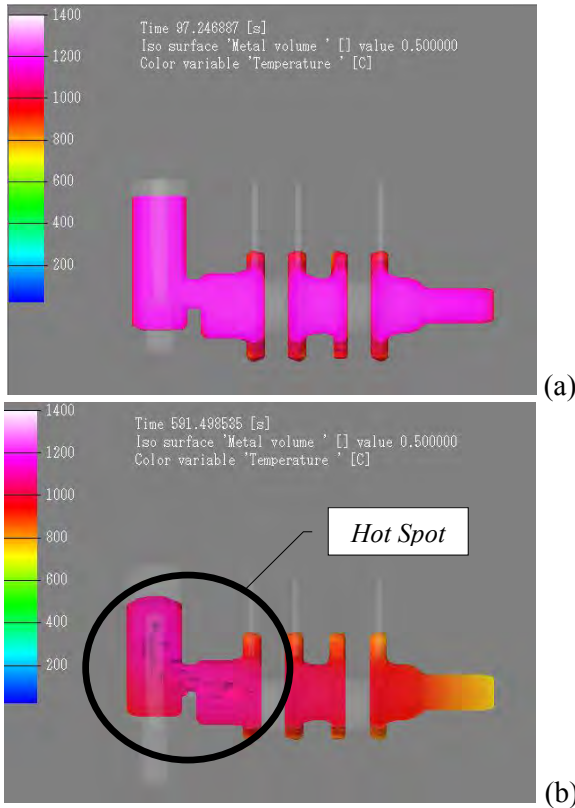 1400
1200
1000
800
600
400
200
Time 97.246887 [s]
Iso surface 'Metal volume ' [] value 0.500000
Color variable 'Temperature ' [C]
(a)
1400
1200
1000
800
600
400
200
Time 591.498535 [s]
Iso surface 'Metal volume ' [] value 0.500000
Color variable 'Temperature ' [C]
Hot Spot
(b)